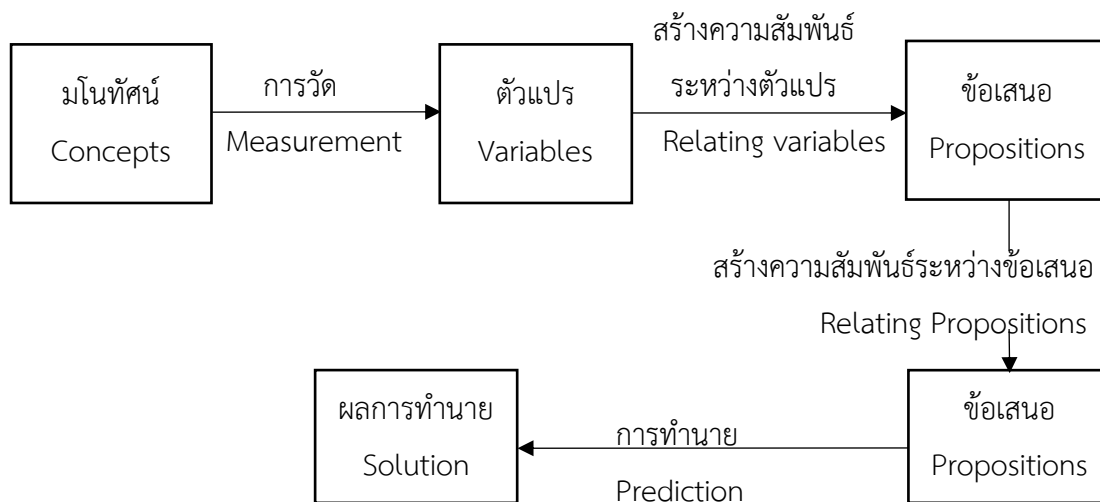 มโนทัศน์
Concepts
การวัด
Measurement
ตัวแปร
Variables
สร้างความสัมพันธ์
ระหว่างตัวแปร
Relating variables
ข้อเสนอ
Propositions
สร้างความสัมพันธ์ระหว่างข้อเสนอ
Relating Propositions
ข้อเสนอ
Propositions
การทำนาย
Prediction
ผลการทำนาย
Solution